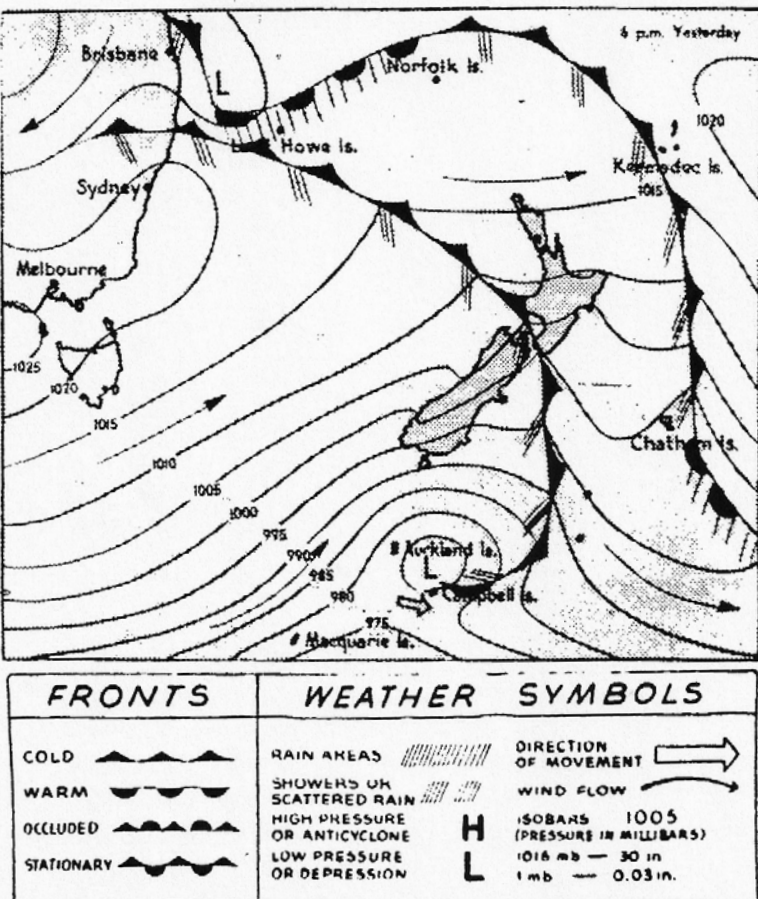 6 p.m. Yesterday
Brisbane
L
Norfolk Is.
1020
Howe Is.
Kermadec Is.
1015
Sydney
Melbourne
1025
1020
1015
1010
1005
Chatham Is.
1000
995
990
Auckland Is.
985
L
980
Campbell Is.
975
Macquarie Is.
FRONTS
COLD
WARM
OCCLUDED
STATIONARY
WEATHER SYMBOLS
RAIN AREAS
SHOWERS OR
SCATTERED RAIN
HIGH PRESSURE
OR ANTICYCLONE H
LOW PRESSURE
OR DEPRESSION L
DIRECTION
OF MOVEMENT
WIND FLOW
ISOBARS 1005
(PRESSURE IN MILLIBARS)
1016 mb — 30 in
1 mb — 0.03 in.